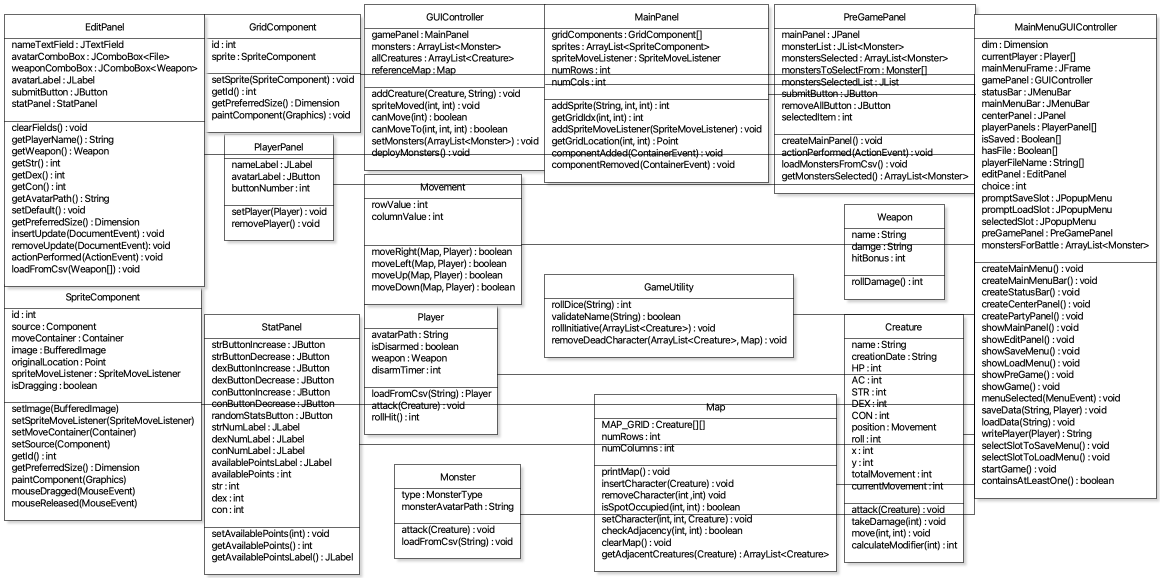 EditPanel
nameTextField : JTextField
avatarComboBox : JComboBox<File>
weaponComboBox : JComboBox<Weapon>
avatarLabel : JLabel
submitButton : JButton
statPanel : StatPanel
clearFields() : void
getPlayerName() : String
getWeapon() : Weapon
getStr() : int
getDex() : int
getCon() : int
getAvatarPath() : String
setDefault() : void
getPreferredSize() : Dimension
insertUpdate(DocumentEvent) : void
removeUpdate(DocumentEvent): void
actionPerformed(ActionEvent) : void
loadFromCsv(Weapon[]) : void
GridComponent
id : int
sprite : SpriteComponent
setSprite(SpriteComponent) : void
getId() : int
getPreferredSize() : Dimension
paintComponent(Graphics) : void
PlayerPanel
nameLabel : JLabel
avatarLabel : JButton
buttonNumber : int
setPlayer(Player) : void
removePlayer() : void
GUIController
gamePanel : MainPanel
monsters : ArrayList<Monster>
allCreatures : ArrayList<Creature>
referenceMap : Map
addCreature(Creature, String) : void
spriteMoved(int, int) : void
canMove(int) : boolean
canMoveTo(int, int, int) : boolean
setMonsters(ArrayList<Monster>) : void
deployMonsters() : void
MainPanel
gridComponents : GridComponent[]
sprites : ArrayList<SpriteComponent>
spriteMoveListener : SpriteMoveListener
numRows : int
numCols : int
addSprite(String, int, int) : int
getGridIdx(int, int) : int
addSpriteMoveListener(SpriteMoveListener) : void
getGridLocation(int, int) : Point
componentAdded(ContainerEvent) : void
componentRemoved(ContainerEvent) : void
PreGamePanel
mainPanel : JPanel
monsterList : JList<Monster>
monstersSelected : ArrayList<Monster>
monstersToSelectFrom : Monster[]
monstersSelectedList : JList
submitButton : JButton
removeAllButton : JButton
selectedItem : int
createMainPanel() : void
actionPerformed(ActionEvent) : void
loadMonstersFromCsv() : void
getMonstersSelected() : ArrayList<Monster>
MainMenuGUIController
dim : Dimension
currentPlayer : Player[]
mainMenuFrame : JFrame
gamePanel : GUIController
statusBar : JMenuBar
mainMenuBar : JMenuBar
centerPanel : JPanel
playerPanels : PlayerPanel[]
isSaved : Boolean[]
hasFile : Boolean[]
playerFileName : String[]
editPanel : EditPanel
choice : int
promptSaveSlot : JPopupMenu
promptLoadSlot : JPopupMenu
selectedSlot : JPopupMenu
preGamePanel : PreGamePanel
monstersForBattle : ArrayList<Monster>
createMainMenu() : void
createMainMenuBar() : void
createStatusBar() : void
createCenterPanel() : void
createPartyPanel() : void
showMainPanel() : void
showEditPanel() : void
showSaveMenu() : void
showLoadMenu() : void
showPreGame() : void
showGame() : void
menuSelected(MenuEvent) : void
saveData(String, Player) : void
loadData(String) : void
writePlayer(Player) : String
selectSlotToSaveMenu() : void
selectSlotToLoadMenu() : void
startGame() : void
containsAtLeastOne() : boolean
Movement
rowValue : int
columnValue : int
moveRight(Map, Player) : boolean
moveLeft(Map, Player) : boolean
moveUp(Map, Player) : boolean
moveDown(Map, Player) : boolean
Weapon
name : String
damge : String
hitBonus : int
rollDamage() : int
SpriteComponent
id : int
source : Component
moveContainer : Container
image : BufferedImage
originalLocation : Point
spriteMoveListener : SpriteMoveListener
isDragging : boolean
setImage(BufferedImage)
setSpriteMoveListener(SpriteMoveListener)
setMoveContainer(Container)
setSource(Component)
getId() : int
getPreferredSize() : Dimension
paintComponent(Graphics)
mouseDragged(MouseEvent)
mouseReleased(MouseEvent)
StatPanel
strButtonIncrease : JButton
strButtonDecrease : JButton
dexButtonIncrease : JButton
dexButtonDecrease : JButton
conButtonIncrease : JButton
conButtonDecrease : JButton
randomStatsButton : JButton
strNumLabel : JLabel
dexNumLabel : JLabel
conNumLabel : JLabel
availablePointsLabel : JLabel
availablePoints : int
str : int
dex : int
con : int
setAvailablePoints(int) : void
getAvailablePoints() : int
getAvailablePointsLabel() : JLabel
Player
avatarPath : String
isDisarmed : boolean
weapon : Weapon
disarmTimer : int
loadFromCsv(String) : Player
attack(Creature) : void
rollHit() : int
GameUtility
rollDice(String) : int
validateName(String) : boolean
rollInitiative(ArrayList<Creature>) : void
removeDeadCharacter(ArrayList<Creature>, Map) : void
Creature
name : String
creationDate : String
HP : int
AC : int
STR : int
DEX : int
CON : int
position : Movement
roll : int
x : int
y : int
totalMovement : int
currentMovement : int
attack(Creature) : void
takeDamage(int) : void
move(int) : void
calculateModifier(int) : int
Map
MAP_GRID : Creature[][]
numRows : int
numColumns : int
printMap() : void
insertCharacter(Creature) : void
removeCharacter(int ,int) void
isSpotOccupied(int, int) : boolean
setCharacter(int, int, Creature) : void
checkAdjacency(int, int) : boolean
clearMap() : void
getAdjacentCreatures(Creature) : ArrayList<Creature>
Monster
type : MonsterType
monsterAvatarPath : String
attack(Creature) : void
loadFromCsv(String) : void